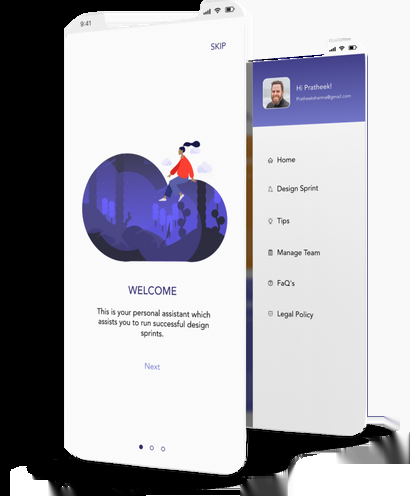 9:41
SKIP
WELCOME
This is your personal assistant which
assists you to run successful design
sprints.
Next
Hi Pratheek!
Pratheeksharma@gmail.com
Home
Design Sprint
Tips
Manage Team
FaQ's
Legal Policy